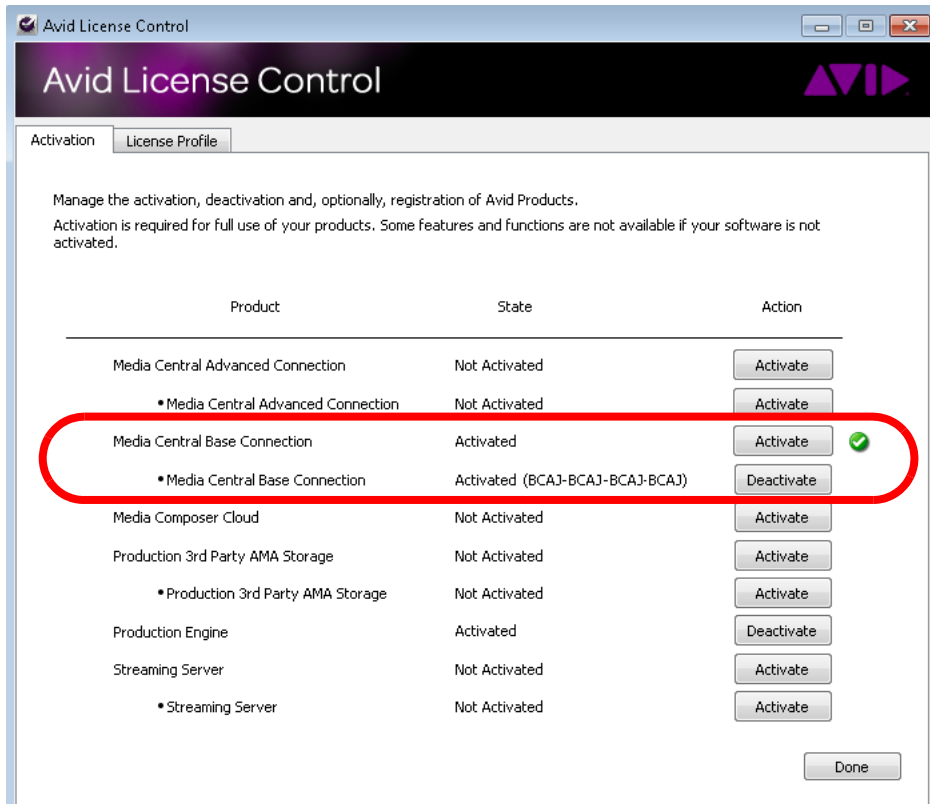 Avid License Control
Avid License Control
AVID
Activation License Profile
Manage the activation, deactivation and, optionally, registration of Avid Products.
Activation is required for full use of your products. Some features and functions are not available if your software is not
activated.
Product State Action
Media Central Advanced Connection Not Activated Activate
• Media Central Advanced Connection Not Activated Activate
Media Central Base Connection Activated Activate
• Media Central Base Connection Activated (BCAJ-BCAJ-BCAJ-BCAJ) Deactivate
Media Composer Cloud Not Activated Activate
Production 3rd Party AMA Storage Not Activated Activate
• Production 3rd Party AMA Storage Not Activated Activate
Production Engine Activated Deactivate
Streaming Server Not Activated Activate
• Streaming Server Not Activated Activate
Done